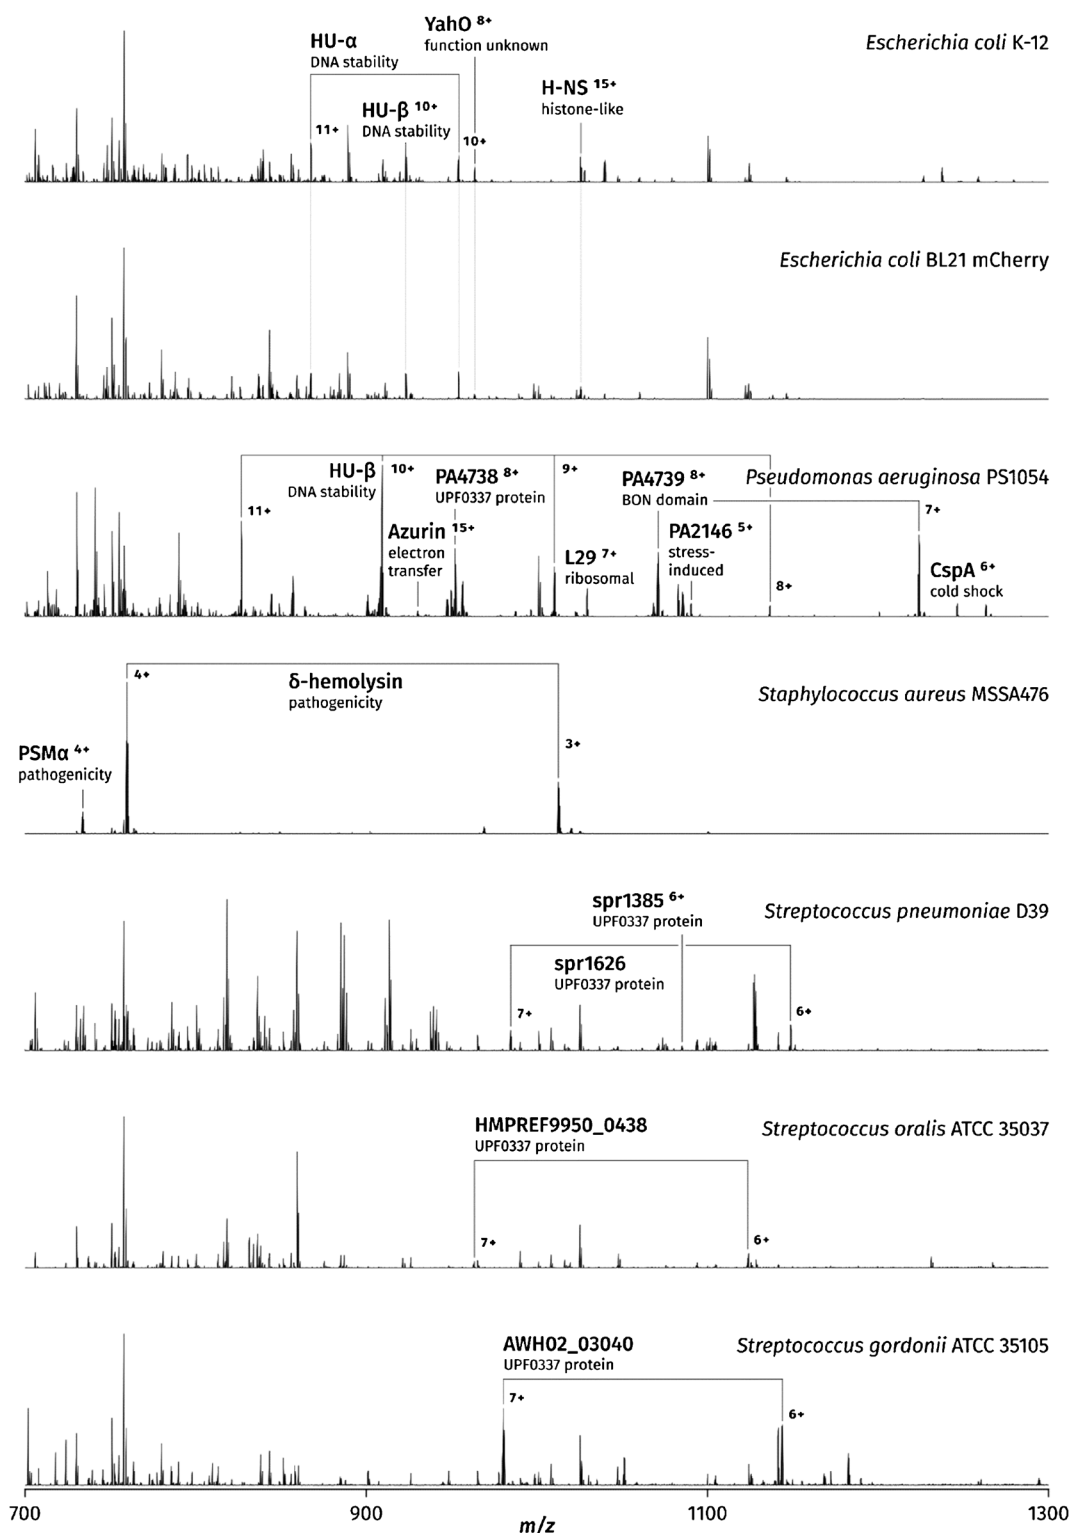 YahO 8+
function unknown
HU-α
DNA stability
Escherichia coli K-12
H-NS 15+
histone-like
HU-β 10+
DNA stability
11+
10+
Escherichia coli BL21 mCherry
HU-β
DNA stability
10+
PA4738 8+
UPF0337 protein
9+
PA4739 8+
BON domain
Pseudomonas aeruginosa PS1054
11+
7+
Azurin 15+
electron
transfer
PA2146 5+
stress-
induced
L29 7+
ribosomal
8+
CspA 6+
cold shock
4+
δ-hemolysin
pathogenicity
Staphylococcus aureus MSSA476
3+
PSMα 4+
pathogenicity
spr1385 6+
UPF0337 protein
Streptococcus pneumoniae D39
spr1626
UPF0337 protein
7+
6+
HMPREF9950_0438
UPF0337 protein
Streptococcus oralis ATCC 35037
7+
6+
AWH02_03040
UPF0337 protein
Streptococcus gordonii ATCC 35105
7+
6+
700
900
1100
1300
m/z